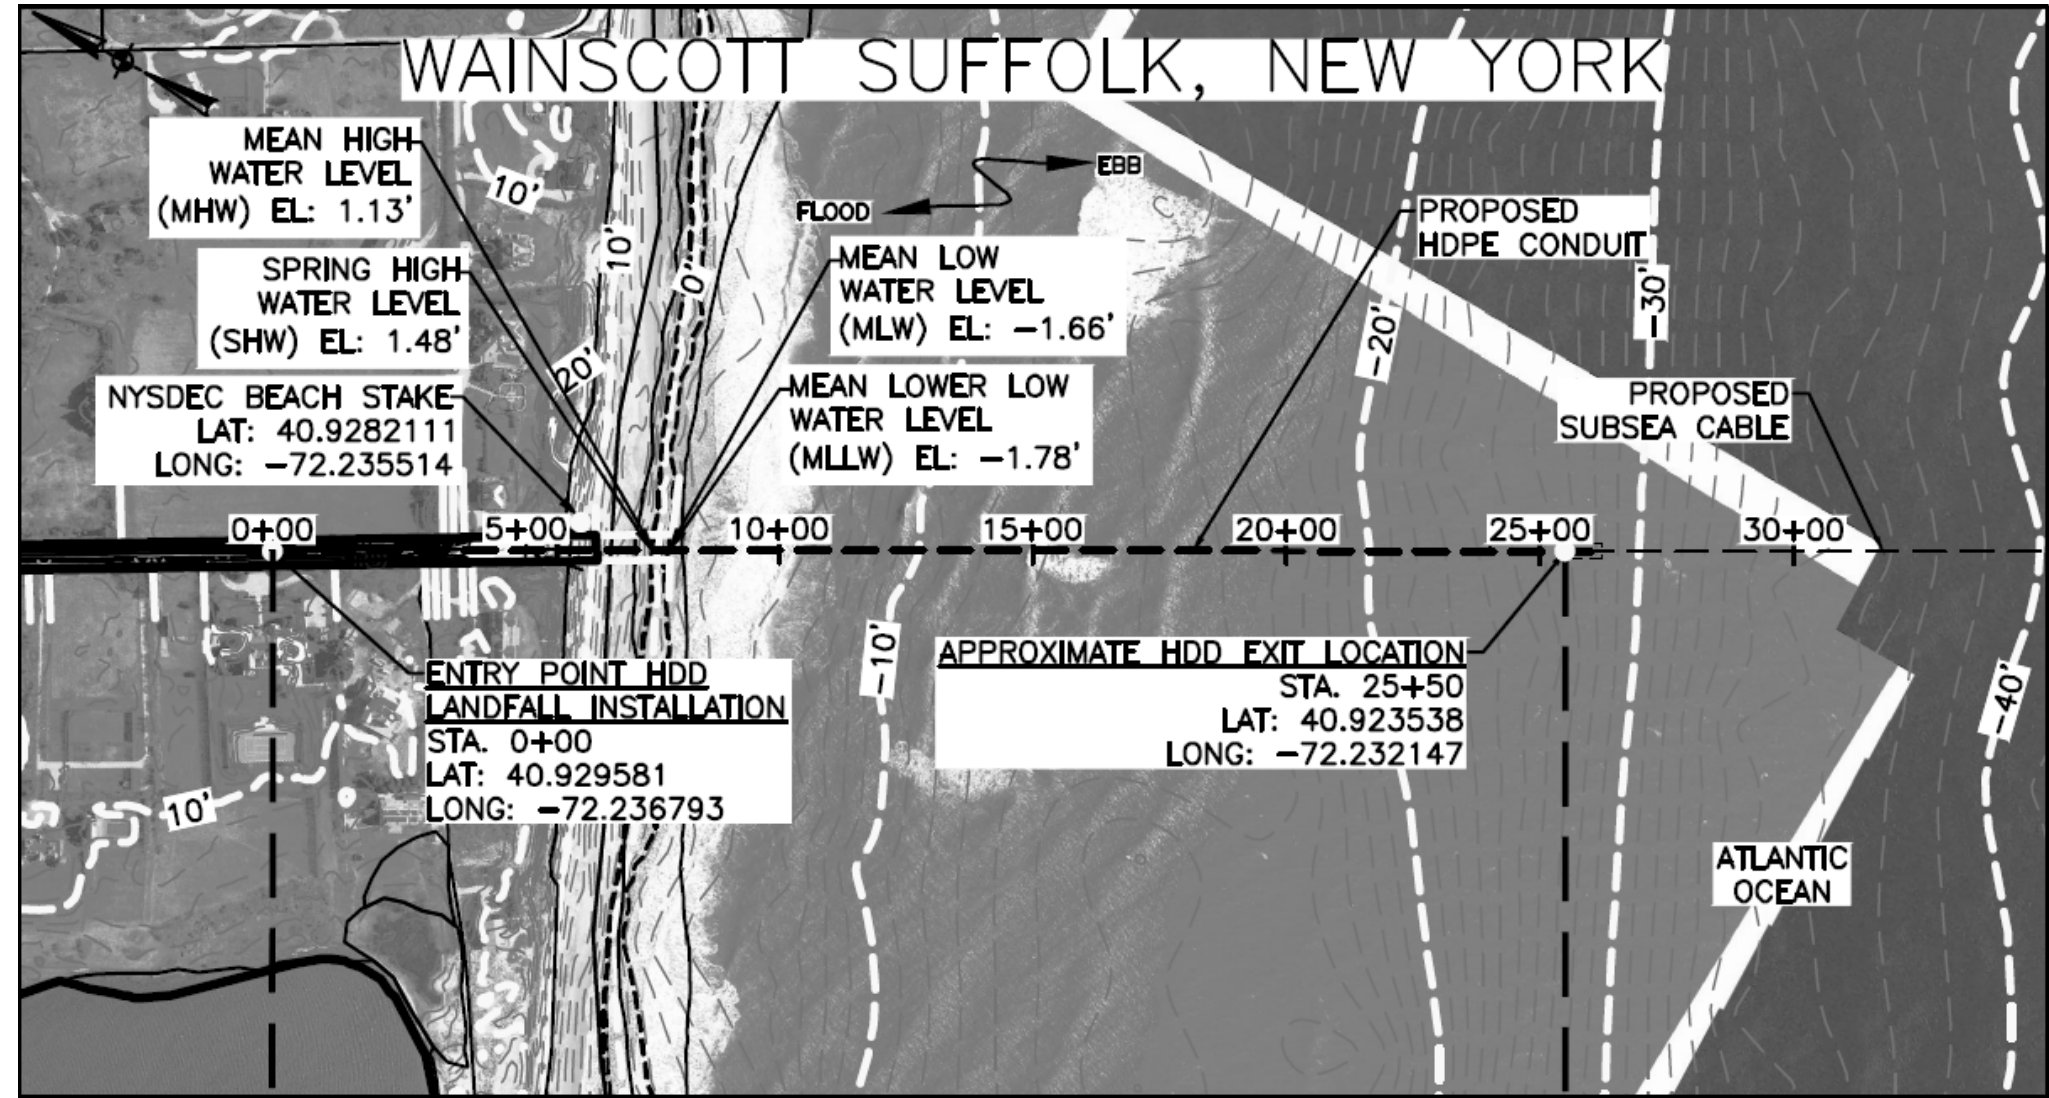 WAINSCOTT SUFFOLK, NEW YORK
MEAN HIGH
WATER LEVEL
(MHW) EL: 1.13'
SPRING HIGH
WATER LEVEL
(SHW) EL: 1.48'
NYSDEC BEACH STAKE
LAT: 40.9282111
LONG: -72.235514
10'
10'
0'
20'
FLOOD
EBB
MEAN LOW
WATER LEVEL
(MLW) EL: -1.66'
MEAN LOWER LOW
WATER LEVEL
(MLLW) EL: -1.78'
PROPOSED
HDPE CONDUIT
-20'
-30'
PROPOSED
SUBSEA CABLE
0+00 5+00 10+00 15+00 20+00 25+00 30+00
ENTRY POINT HDD
LANDFALL INSTALLATION
STA. 0+00
LAT: 40.929581
LONG: -72.236793
-10'
APPROXIMATE HDD EXIT LOCATION
STA. 25+50
LAT: 40.923538
LONG: -72.232147
-40'
10'
ATLANTIC
OCEAN